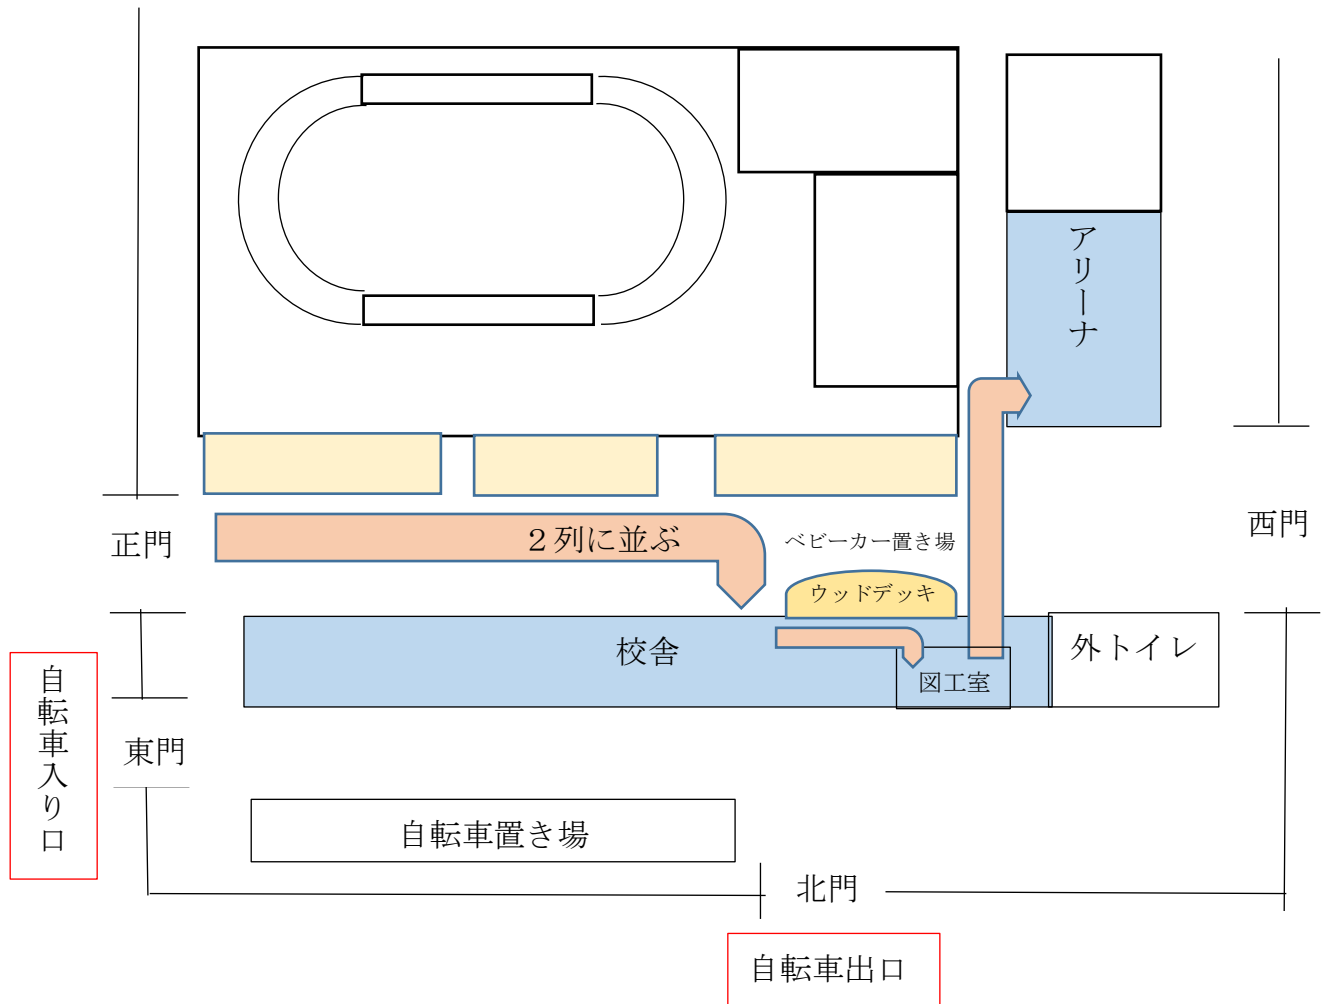 アリーナ
正門
２列に並ぶ
ベビーカー置き場
西門
ウッドデッキ
校舎
外トイレ
図工室
自転車入り口
東門
自転車置き場
北門
自転車出口